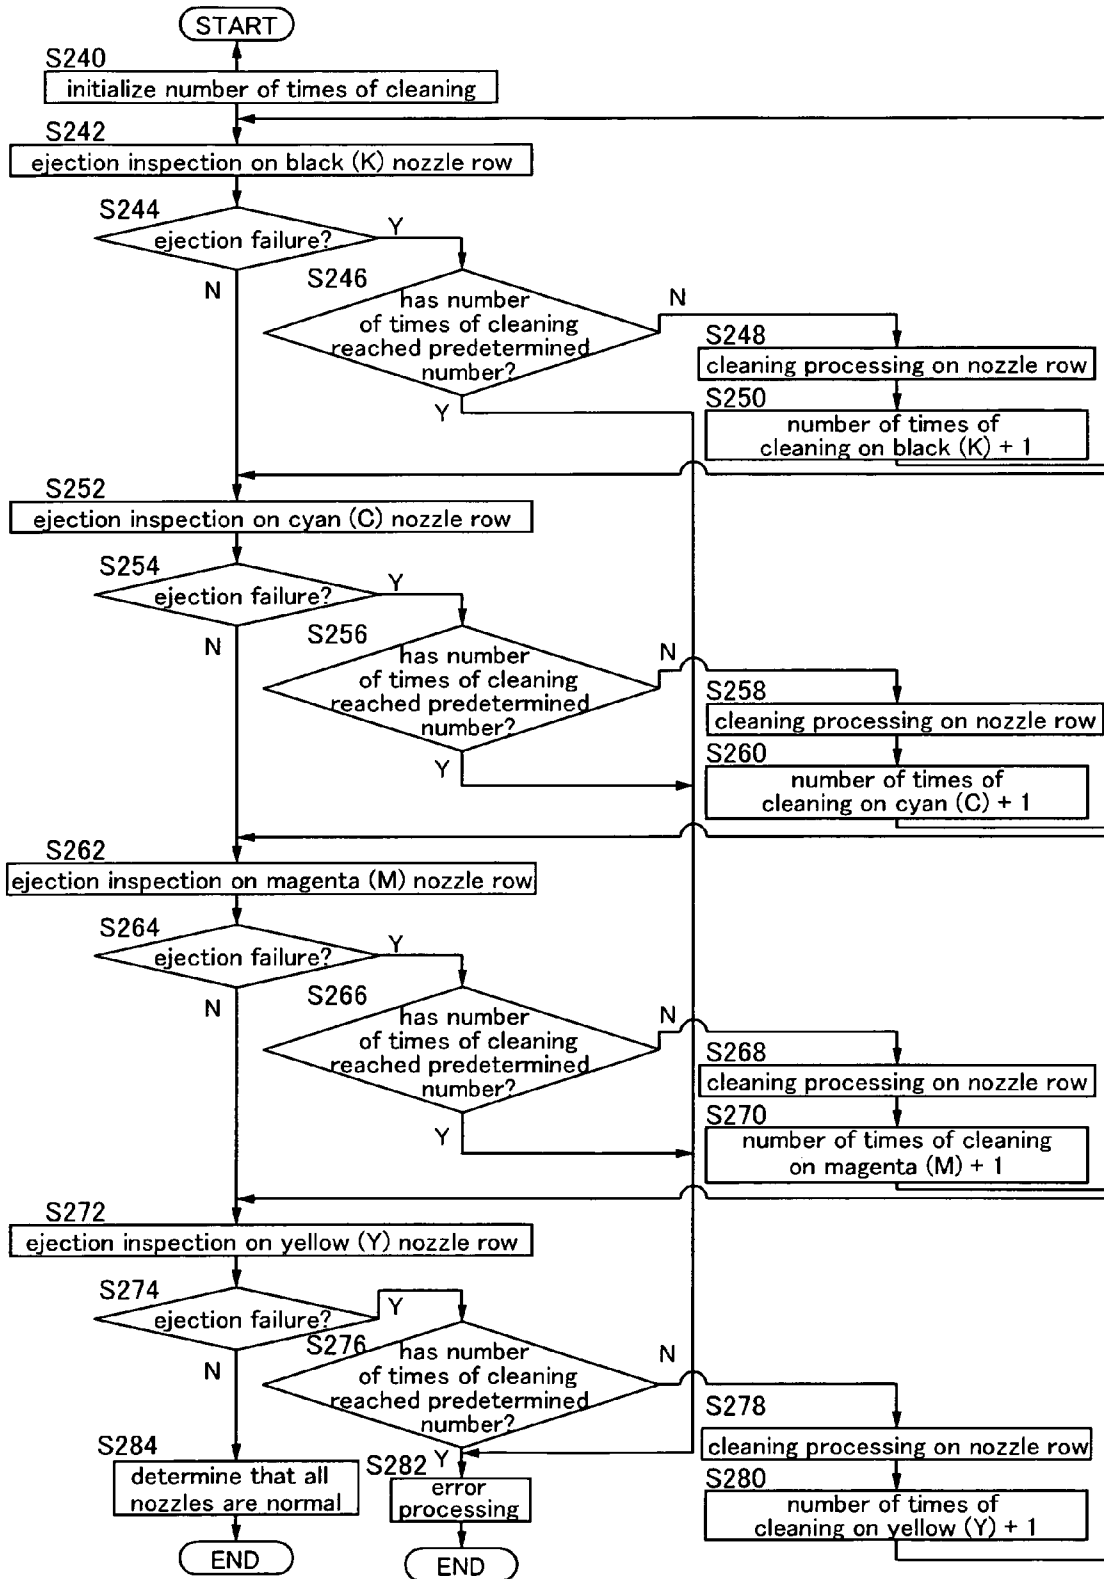 START
S240
initialize number of times of cleaning
S242
ejection inspection on black (K) nozzle row
S244
ejection failure?
Y
N
S246
has number
of times of cleaning
reached predetermined
number?
N
Y
S248
cleaning processing on nozzle row
S250
number of times of
cleaning on black (K) + 1
S252
ejection inspection on cyan (C) nozzle row
S254
ejection failure?
Y
N
S256
has number
of times of cleaning
reached predetermined
number?
N
Y
S258
cleaning processing on nozzle row
S260
number of times of
cleaning on cyan (C) + 1
S262
ejection inspection on magenta (M) nozzle row
S264
ejection failure?
Y
N
S266
has number
of times of cleaning
reached predetermined
number?
N
Y
S268
cleaning processing on nozzle row
S270
number of times of cleaning
on magenta (M) + 1
S272
ejection inspection on yellow (Y) nozzle row
S274
ejection failure?
Y
N
S276
has number
of times of cleaning
reached predetermined
number?
N
Y
S278
cleaning processing on nozzle row
S280
number of times of
cleaning on yellow (Y) + 1
S284
determine that all
nozzles are normal
END
S282
error
processing
END